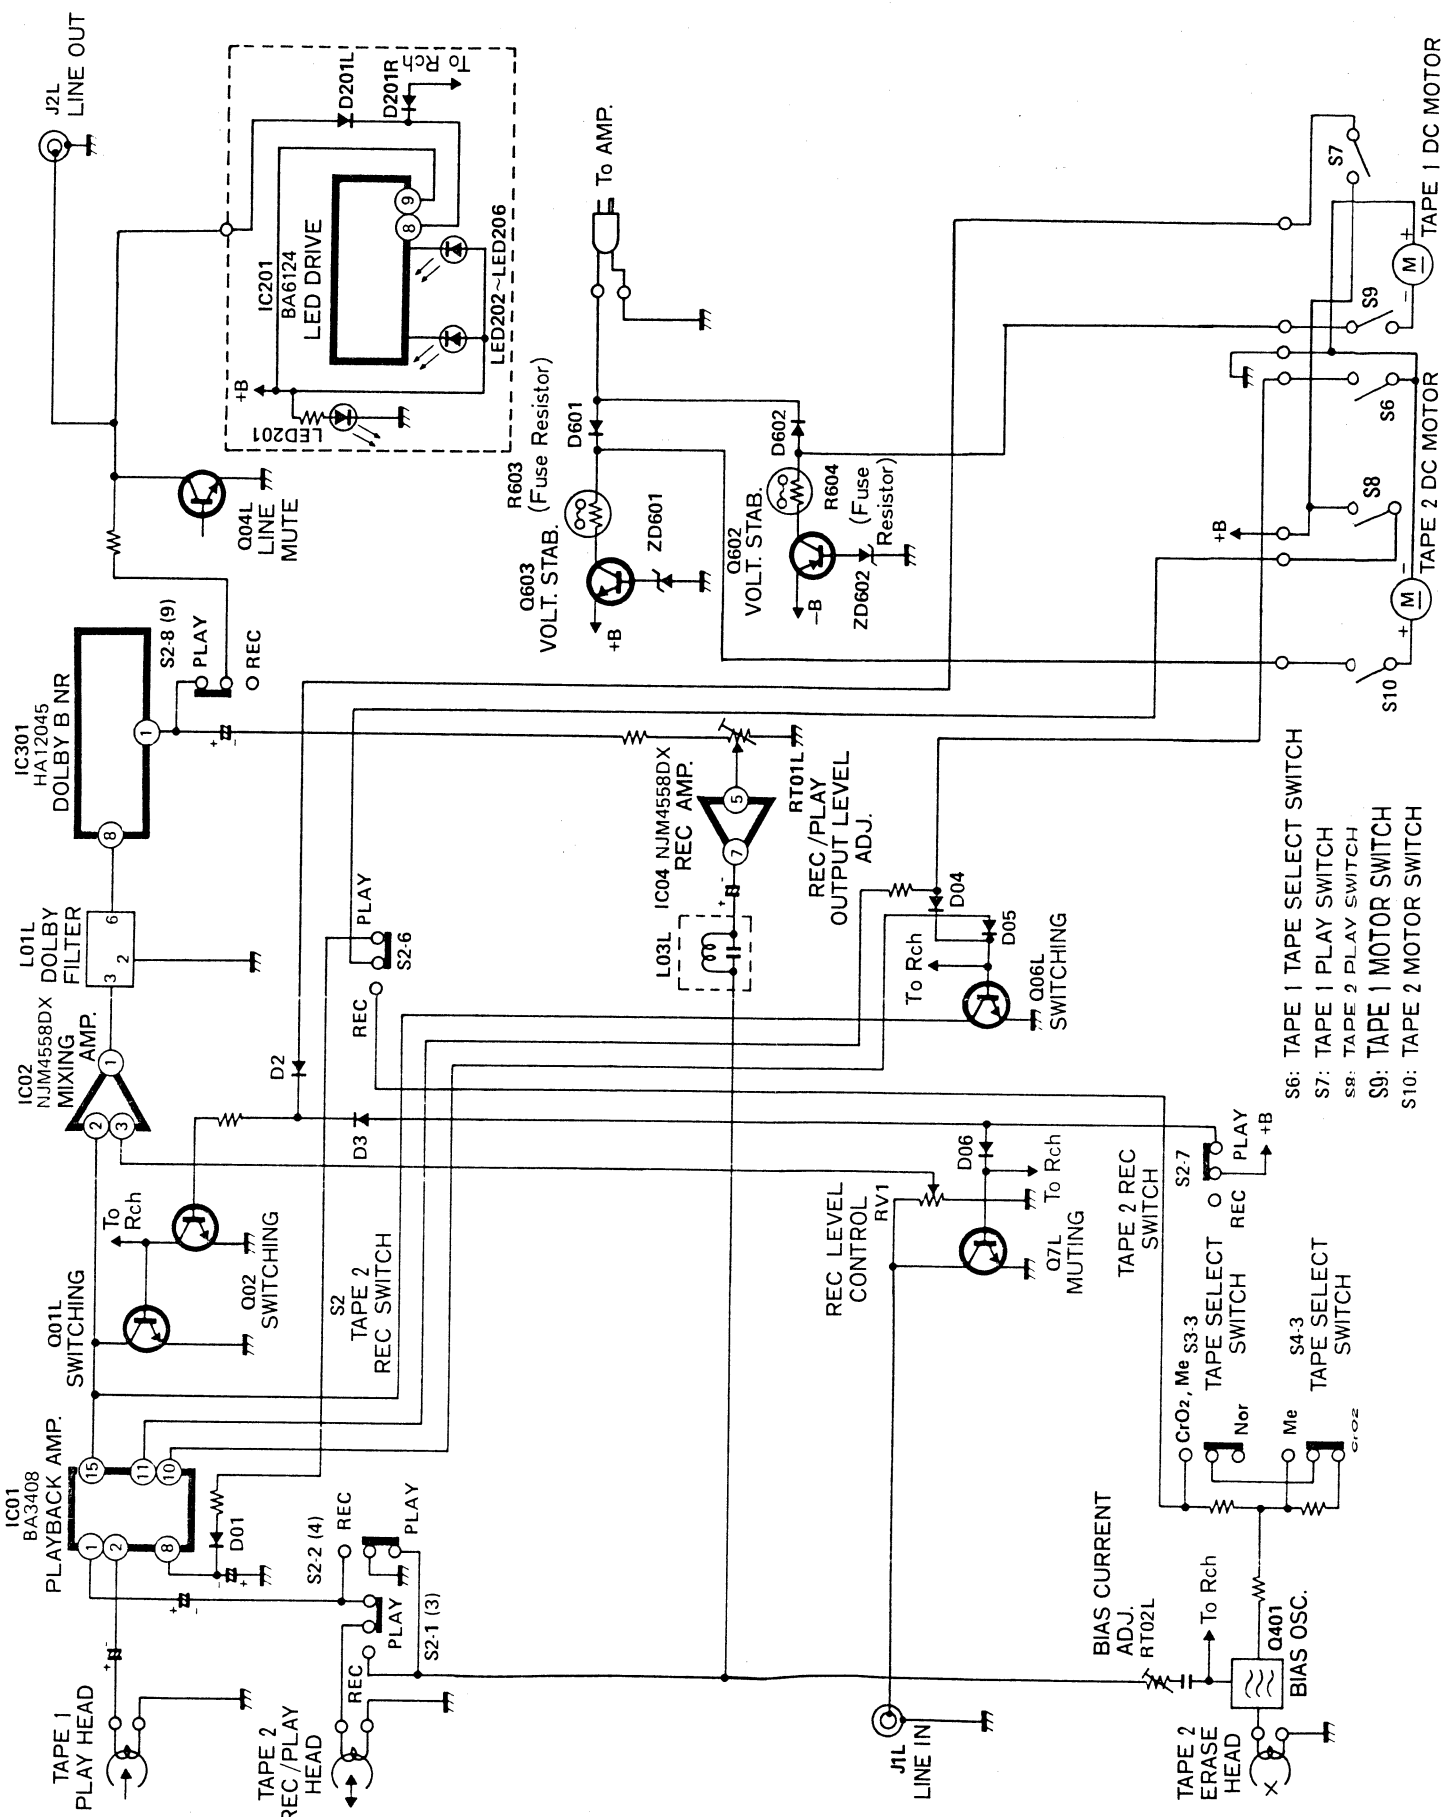 TAPE 1
PLAY HEAD
TAPE 2
REC/PLAY
HEAD
IC01
BA3408
PLAYBACK AMP.
1
2
8
15
11
10
+
-
+
-
D01
-
+
S2-2 (4)
REC
PLAY
PLAY
S2-1 (3)
REC
Q01L
SWITCHING
To
Rch
Q02
SWITCHING
S2
TAPE 2
REC SWITCH
IC02
NJM4558DX
MIXING
AMP.
2
3
1
D2
D3
L01L
DOLBY
FILTER
3
2
6
IC301
HA12045
DOLBY B NR
8
1
+
-
S2-8 (9)
PLAY
REC
Q04L
LINE
MUTE
J2L
LINE OUT
+B
LED201
IC201
BA6124
LED DRIVE
8
9
LED202~LED206
D201L
D201R
To Rch
PLAY
S2-6
REC
L03L
+
-
IC04 NJM4558DX
REC AMP.
7
5
RT01L
REC/PLAY
OUTPUT LEVEL
ADJ.
D04
D05
To Rch
Q06L
SWITCHING
Q603
VOLT. STAB.
+B
R603
(Fuse Resistor)
ZD601
D601
Q602
VOLT. STAB.
-B
ZD602
R604
(Fuse
Resistor)
D602
To AMP.
J1L
LINE IN
REC LEVEL
CONTROL
RV1
D06
To Rch
Q7L
MUTING
TAPE 2 REC
SWITCH
S2-7
PLAY
REC
+B
BIAS CURRENT
ADJ.
RT02L
To Rch
Q401
BIAS OSC.
TAPE 2
ERASE
HEAD
CrO2, Me
S3-3
TAPE SELECT
SWITCH
Nor
Me
S4-3
TAPE SELECT
SWITCH
CrO2
S10
+
M
-
TAPE 2 DC MOTOR
+B
S8
S6
S9
S7
-
M
+
TAPE 1 DC MOTOR
S6: TAPE 1 TAPE SELECT SWITCH
S7: TAPE 1 PLAY SWITCH
S8: TAPE 2 PLAY SWITCH
S9: TAPE 1 MOTOR SWITCH
S10: TAPE 2 MOTOR SWITCH